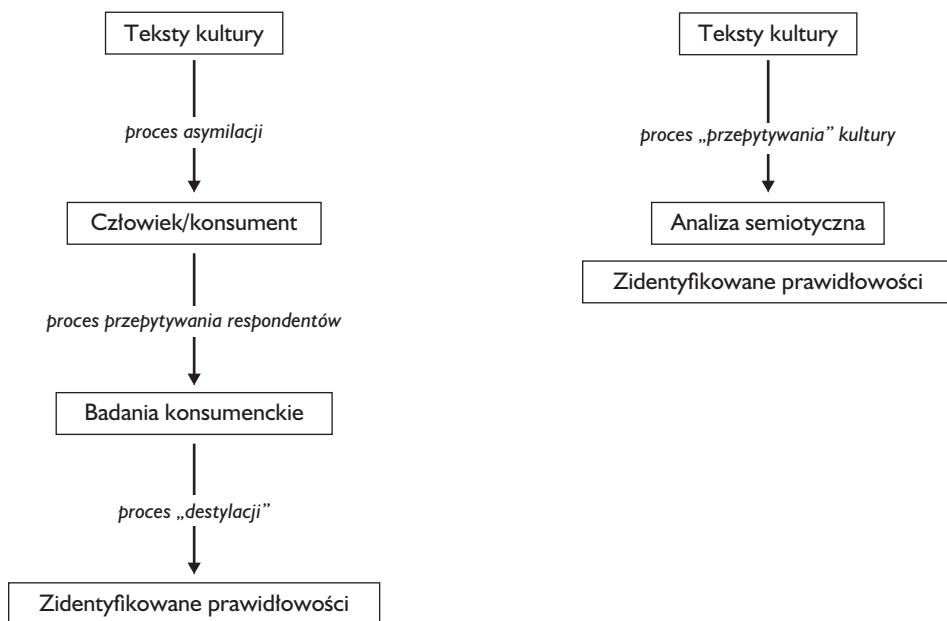 Teksty kultury
proces asymilacji
Człowiek/konsument
proces przepytywania respondentów
Badania konsumenckie
proces „destylacji”
Zidentyfikowane prawidłowości
Teksty kultury
proces „przepytywania” kultury
Analiza semiotyczna
Zidentyfikowane prawidłowości